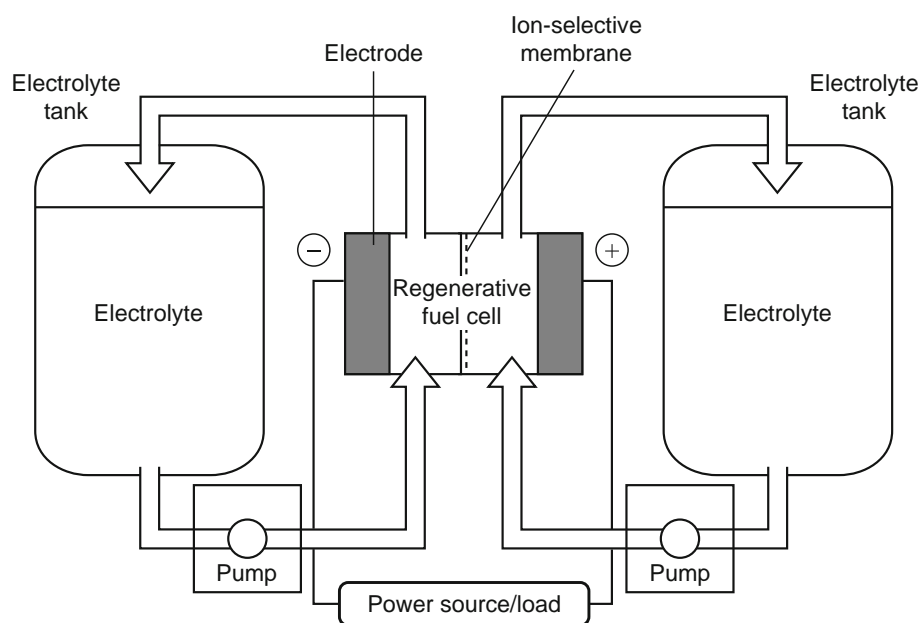 Electrode
Ion-selective
membrane
Electrolyte
tank
Electrolyte
tank
−
+
Electrolyte
Regenerative
fuel cell
Electrolyte
Pump
Pump
Power source/load